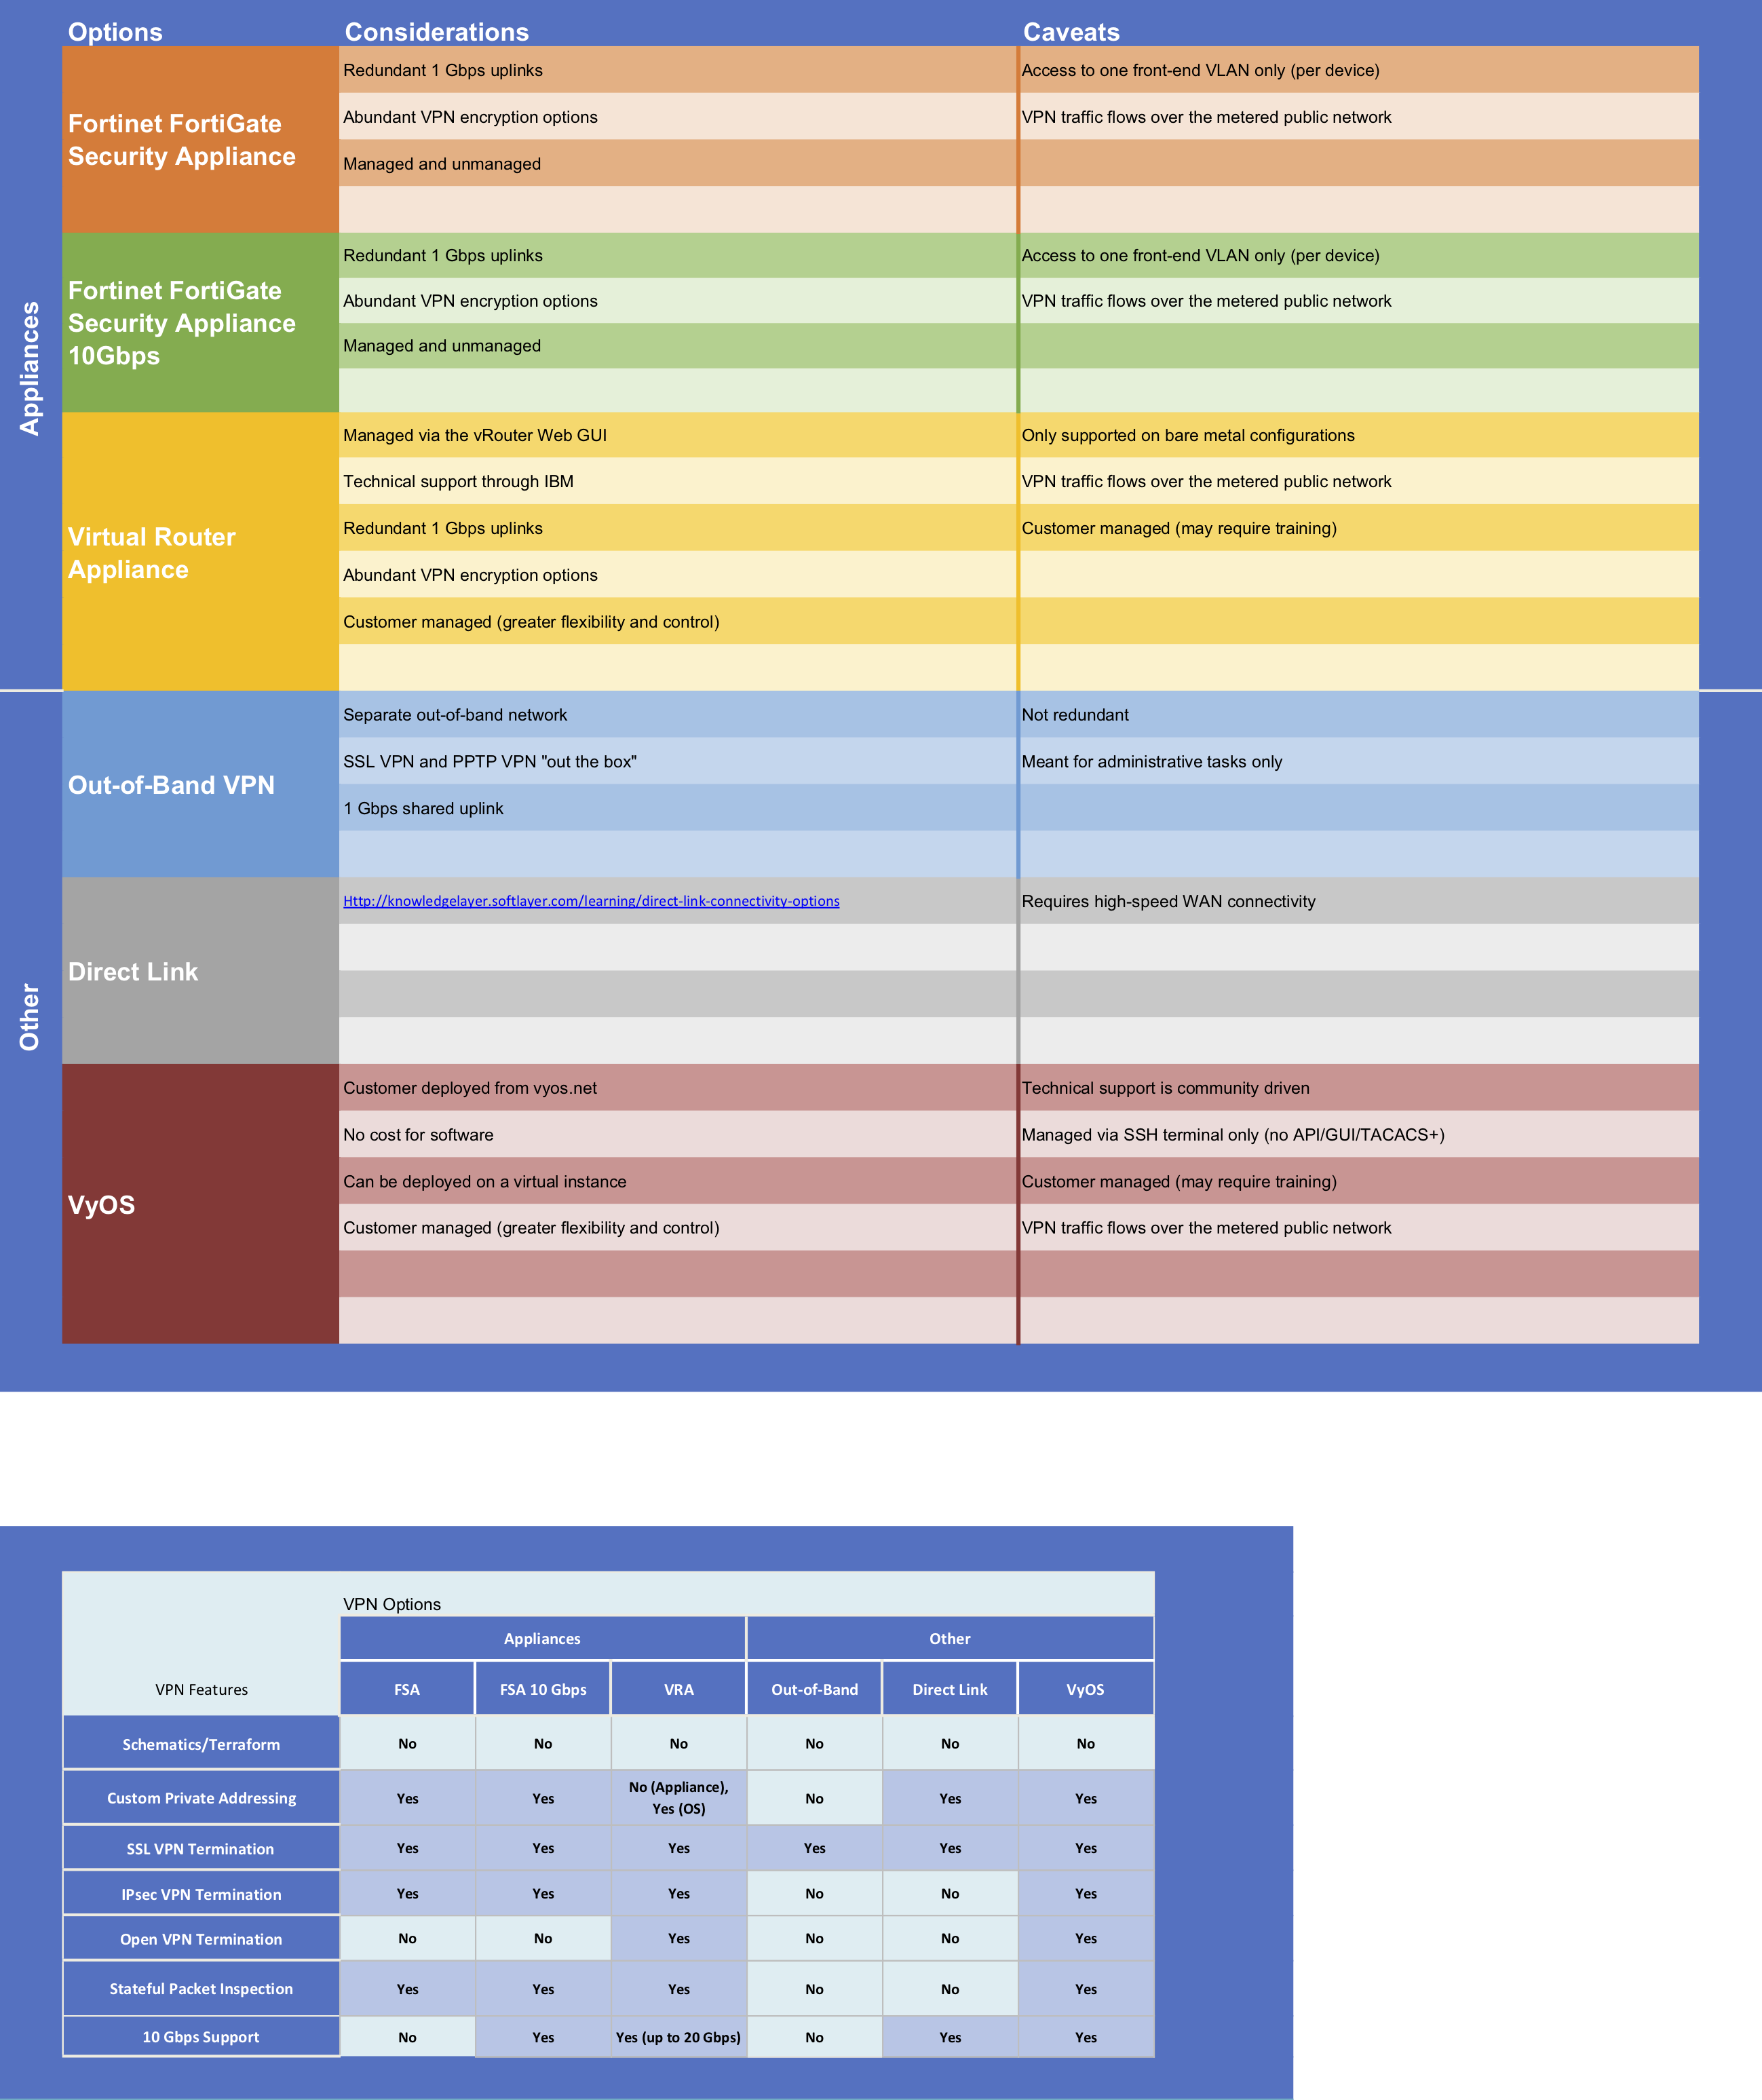 Options Considerations Caveats
Appliances
Fortinet FortiGate
Security Appliance
Redundant 1 Gbps uplinks Access to one front-end VLAN only (per device)
Abundant VPN encryption options VPN traffic flows over the metered public network
Managed and unmanaged
Fortinet FortiGate
Security Appliance
10Gbps
Redundant 1 Gbps uplinks Access to one front-end VLAN only (per device)
Abundant VPN encryption options VPN traffic flows over the metered public network
Managed and unmanaged
Virtual Router
Appliance
Managed via the vRouter Web GUI Only supported on bare metal configurations
Technical support through IBM VPN traffic flows over the metered public network
Redundant 1 Gbps uplinks Customer managed (may require training)
Abundant VPN encryption options
Customer managed (greater flexibility and control)
Other
Out-of-Band VPN
Separate out-of-band network Not redundant
SSL VPN and PPTP VPN "out the box" Meant for administrative tasks only
1 Gbps shared uplink
Direct Link
Http://knowledgelayer.softlayer.com/learning/direct-link-connectivity-options Requires high-speed WAN connectivity
VyOS
Customer deployed from vyos.net Technical support is community driven
No cost for software Managed via SSH terminal only (no API/GUI/TACACS+)
Can be deployed on a virtual instance Customer managed (may require training)
Customer managed (greater flexibility and control) VPN traffic flows over the metered public network
VPN Options
Appliances Other
VPN Features FSA FSA 10 Gbps VRA Out-of-Band Direct Link VyOS
Schematics/Terraform No No No No No No
Custom Private Addressing Yes Yes No (Appliance), Yes (OS) No Yes Yes
SSL VPN Termination Yes Yes Yes Yes Yes Yes
IPsec VPN Termination Yes Yes Yes No No Yes
Open VPN Termination No No Yes No No Yes
Stateful Packet Inspection Yes Yes Yes No No Yes
10 Gbps Support No Yes Yes (up to 20 Gbps) No Yes Yes